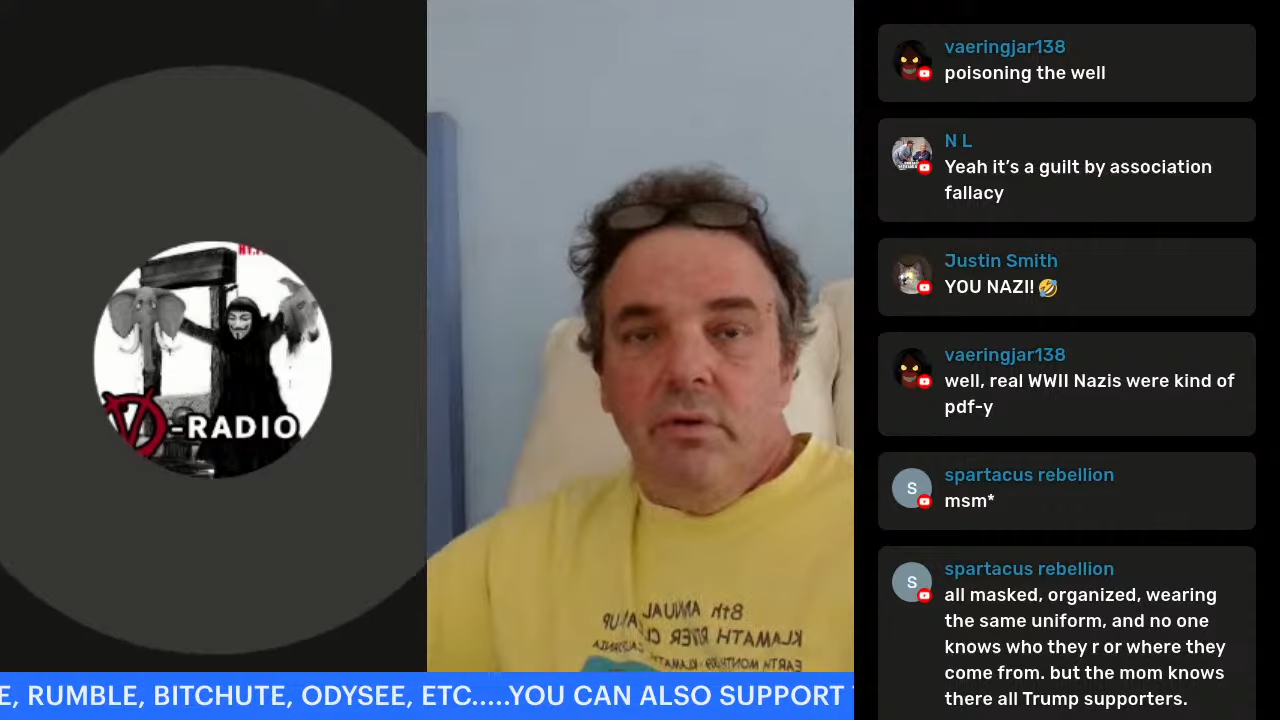 V-RADIO
8th ANNUAL
KLAMATH RIVER
EARTH MONTH
vaeringjar138
poisoning the well
N L
Yeah it’s a guilt by association
fallacy
Justin Smith
YOU NAZI! 🤣
vaeringjar138
well, real WWII Nazis were kind of
pdf-y
spartacus rebellion
msm*
S
spartacus rebellion
all masked, organized, wearing
the same uniform, and no one
knows who they r or where they
come from. but the mom knows
there all Trump supporters.
S
E, RUMBLE, BITCHUTE, ODYSEE, ETC.....YOU CAN ALSO SUPPORT